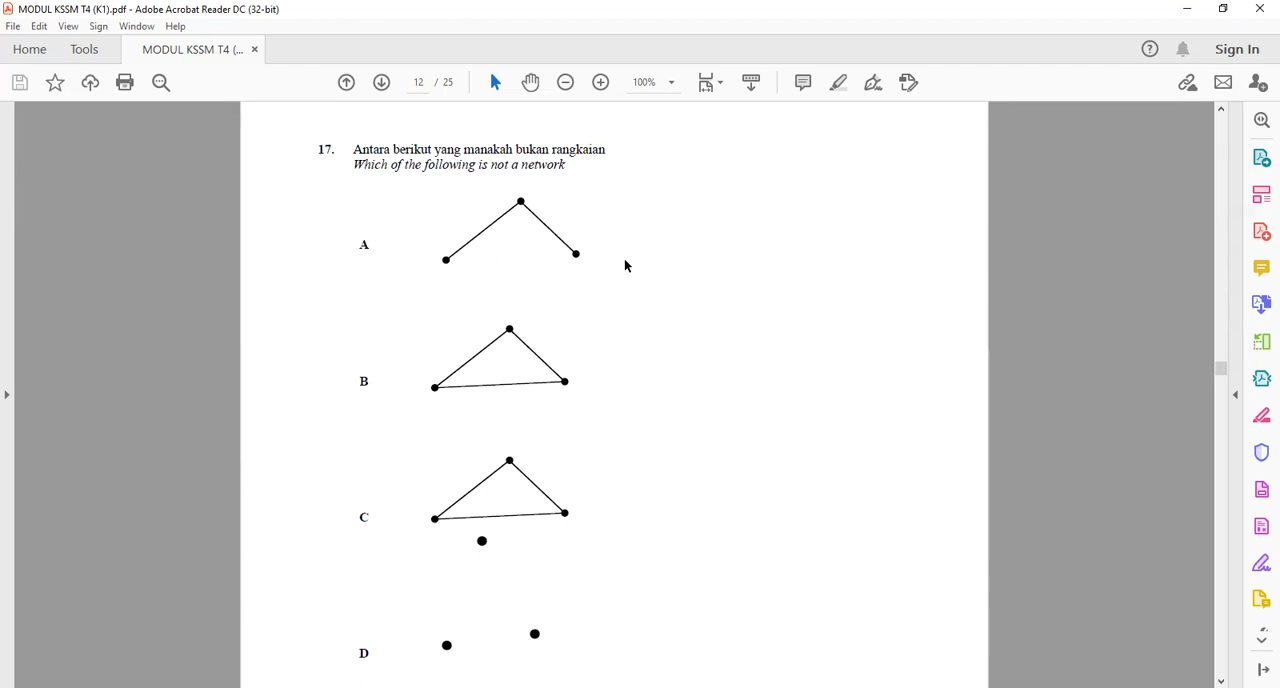 MODUL KSSM T4 (K1).pdf - Adobe Acrobat Reader DC (32-bit)
File Edit View Sign Window Help
Home Tools MODUL KSSM T4 (... × Sign In
12 / 25 100%
17. Antara berikut yang manakah bukan rangkaian
Which of the following is not a network
A
B
C
D